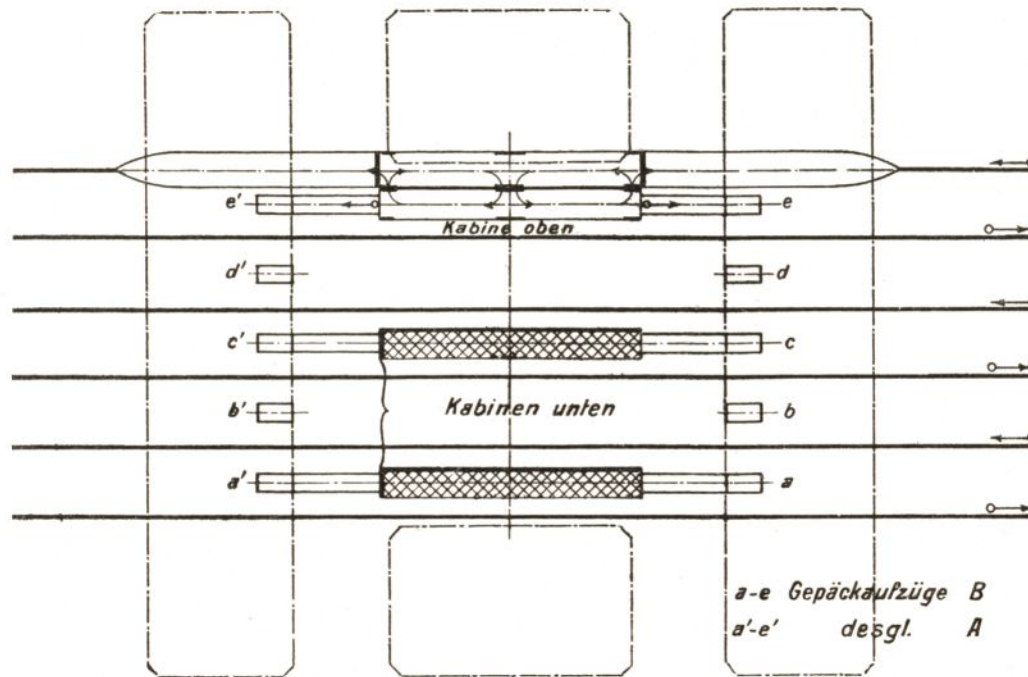 e' e
Kabine oben
d' d
c' c
b' Kabinen unten b
a' a
a-e Gepäckaufzüge B
a'-e' desgl. A